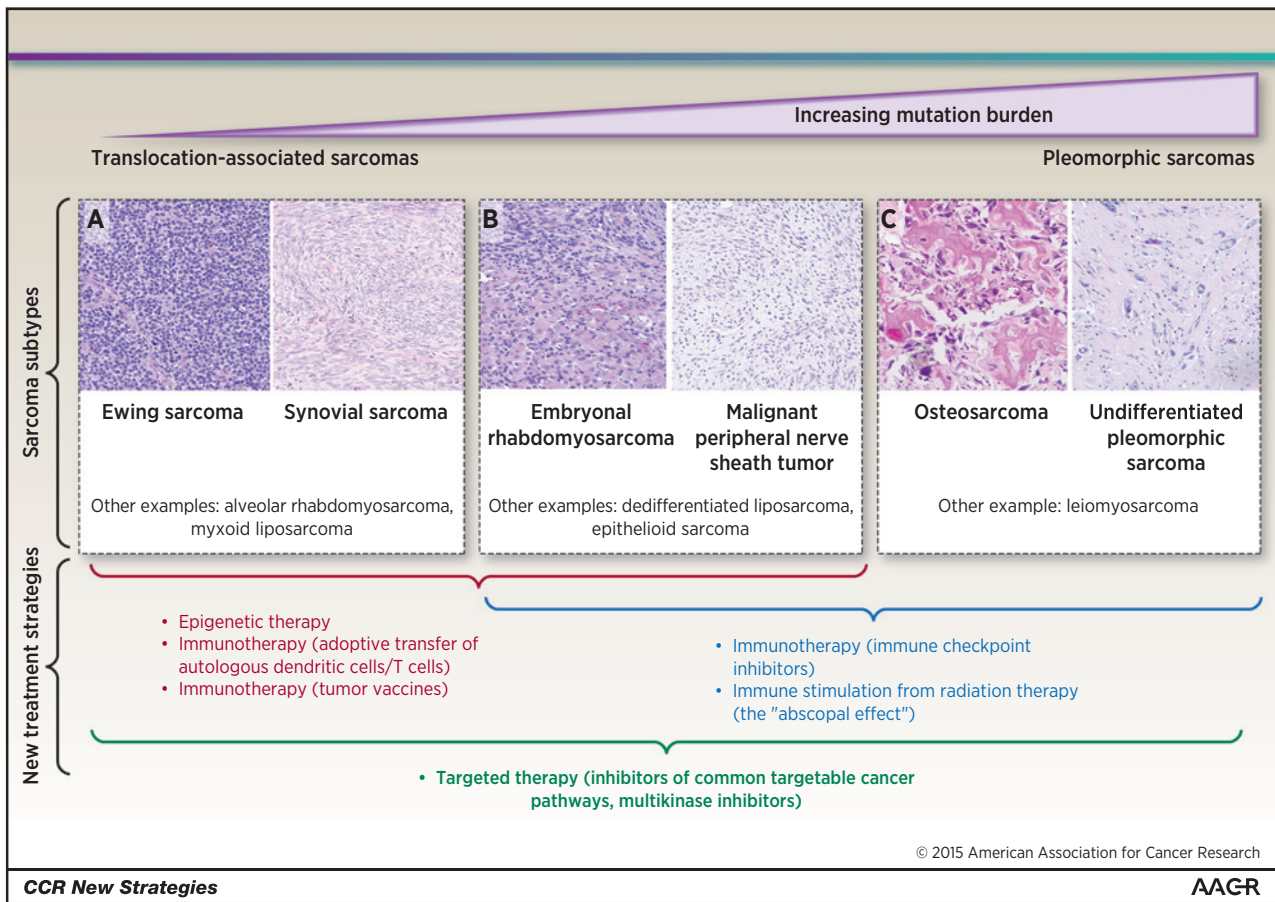 Increasing mutation burden
Translocation-associated sarcomas
Pleomorphic sarcomas
Sarcoma subtypes
A
B
C
Ewing sarcoma
Synovial sarcoma
Other examples: alveolar rhabdomyosarcoma,
myxoid liposarcoma
Embryonal
rhabdomyosarcoma
Malignant
peripheral nerve
sheath tumor
Other examples: dedifferentiated liposarcoma,
epithelioid sarcoma
Osteosarcoma
Undifferentiated
pleomorphic
sarcoma
Other example: leiomyosarcoma
New treatment strategies
• Epigenetic therapy
• Immunotherapy (adoptive transfer of
autologous dendritic cells/T cells)
• Immunotherapy (tumor vaccines)
• Immunotherapy (immune checkpoint
inhibitors)
• Immune stimulation from radiation therapy
(the "abscopal effect")
• Targeted therapy (inhibitors of common targetable cancer
pathways, multikinase inhibitors)
© 2015 American Association for Cancer Research
CCR New Strategies
AACR